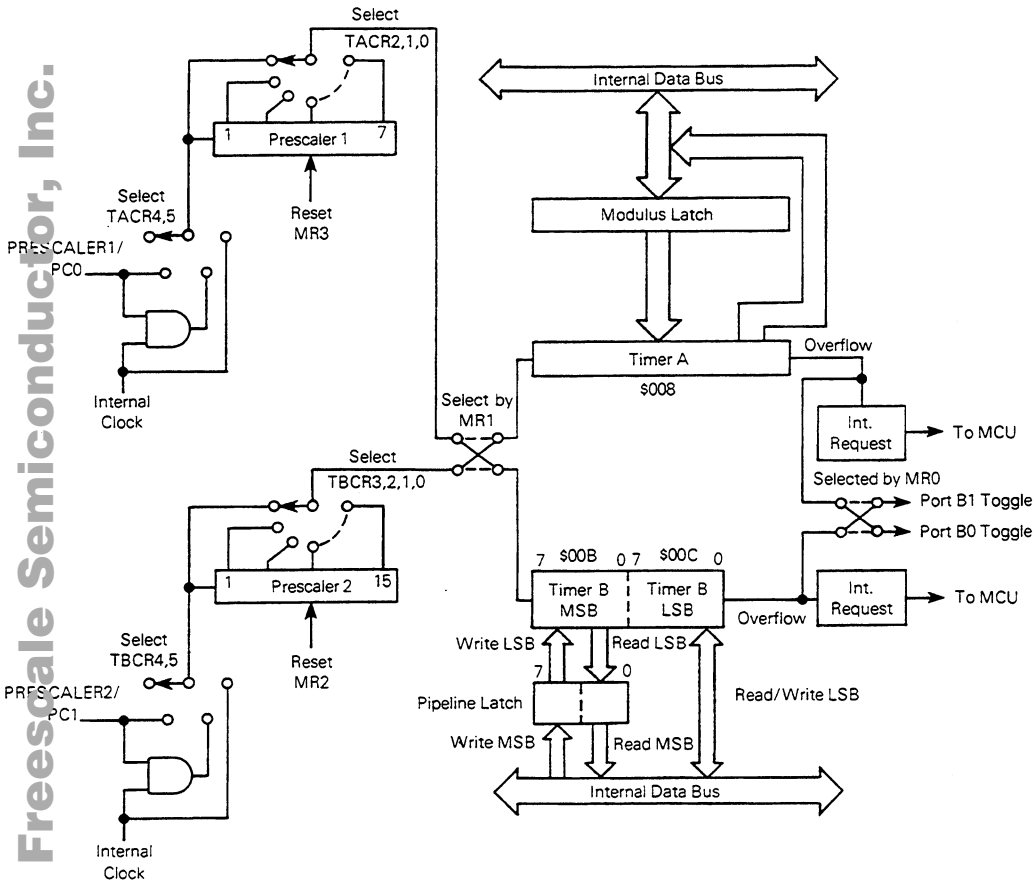 Freescale Semiconductor, Inc.
Select
TACR2,1,0
1
Prescaler 1
7
Reset
MR3
Select
TACR4,5
PRESCALER1/
PC0
Internal
Clock
Internal Data Bus
Modulus Latch
Timer A
$008
Overflow
Int.
Request
To MCU
Select by
MR1
Selected by MR0
Port B1 Toggle
Port B0 Toggle
Select
TBCR3,2,1,0
1
Prescaler 2
15
Reset
MR2
Select
TBCR4,5
PRESCALER2/
PC1
Internal
Clock
7 $00B 0 7 $00C 0
Timer B
MSB
Timer B
LSB
Overflow
Int.
Request
To MCU
Write LSB
Read LSB
7
0
Pipeline Latch
Read/Write LSB
Write MSB
Read MSB
Internal Data Bus